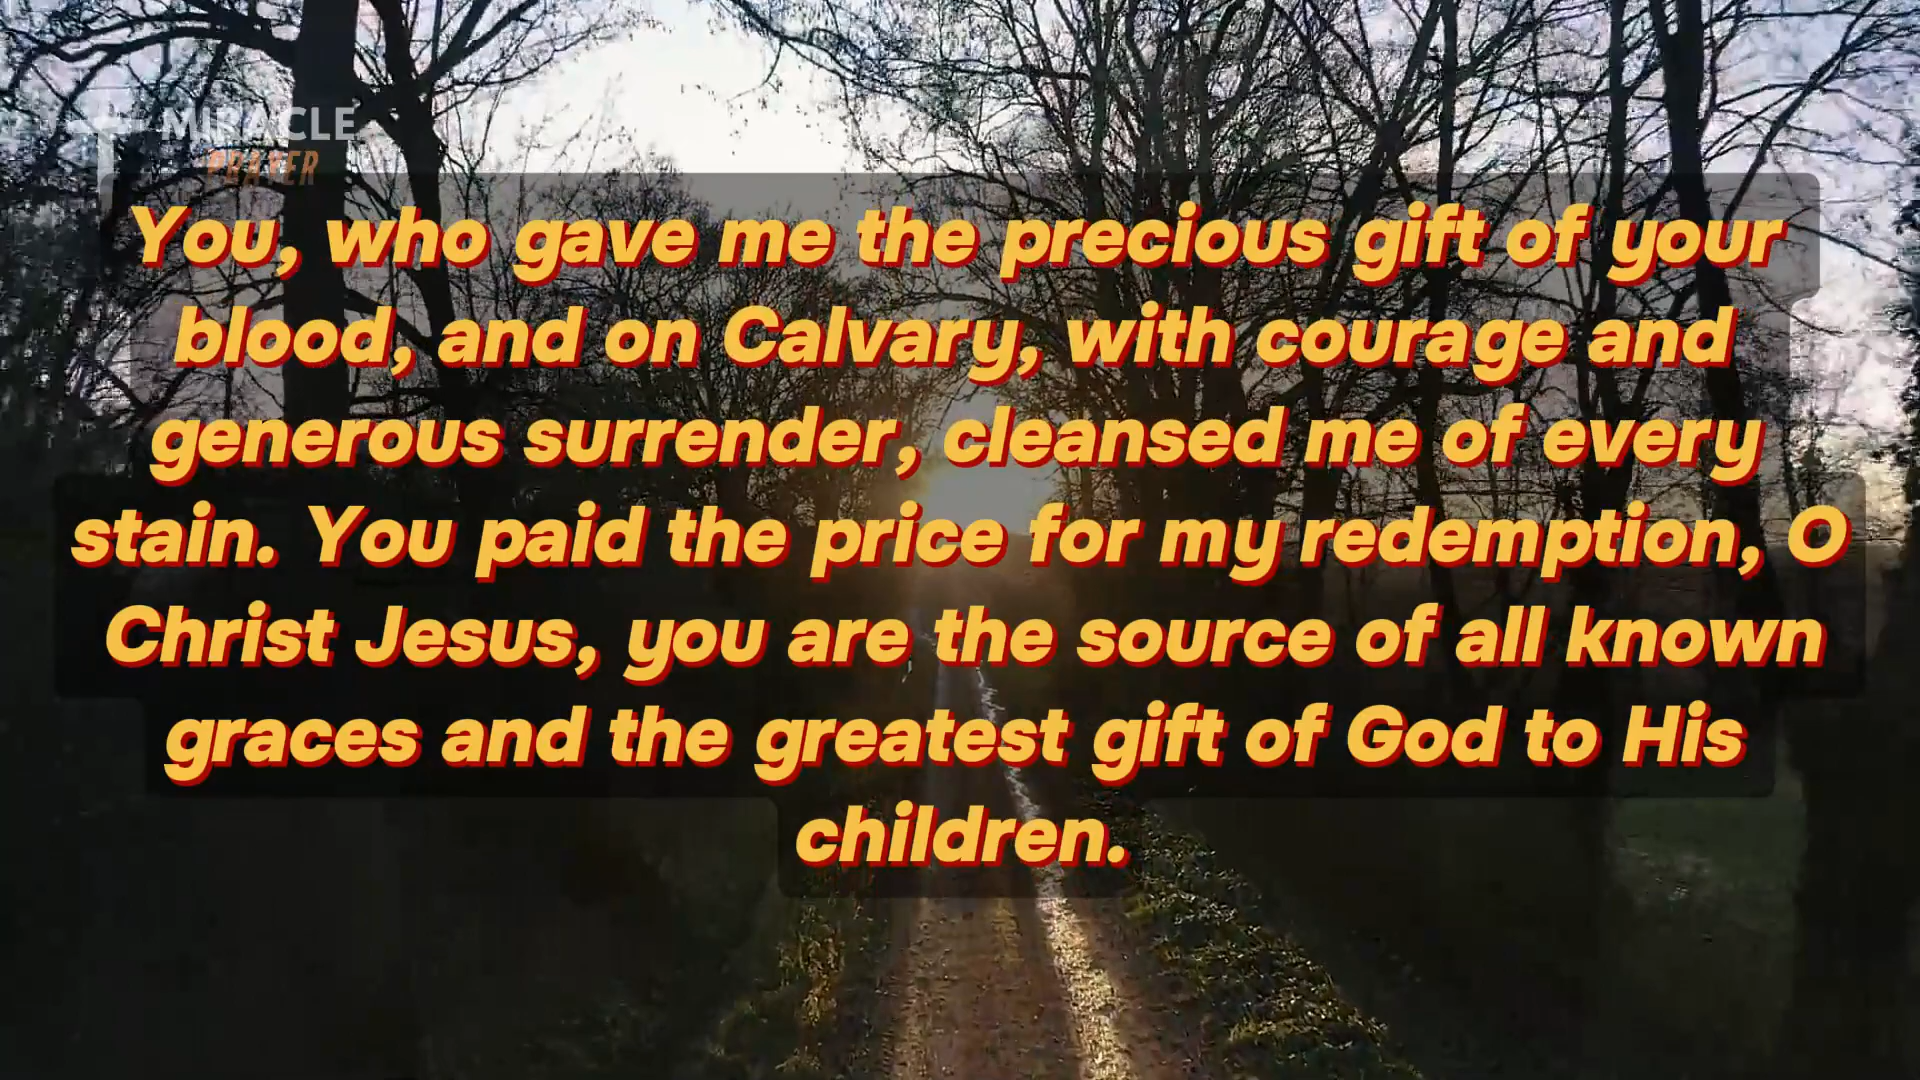 MIRACLE
PRAYER
You, who gave me the precious gift of your
blood, and on Calvary, with courage and
generous surrender, cleansed me of every
stain. You paid the price for my redemption, O
Christ Jesus, you are the source of all known
graces and the greatest gift of God to His
children.